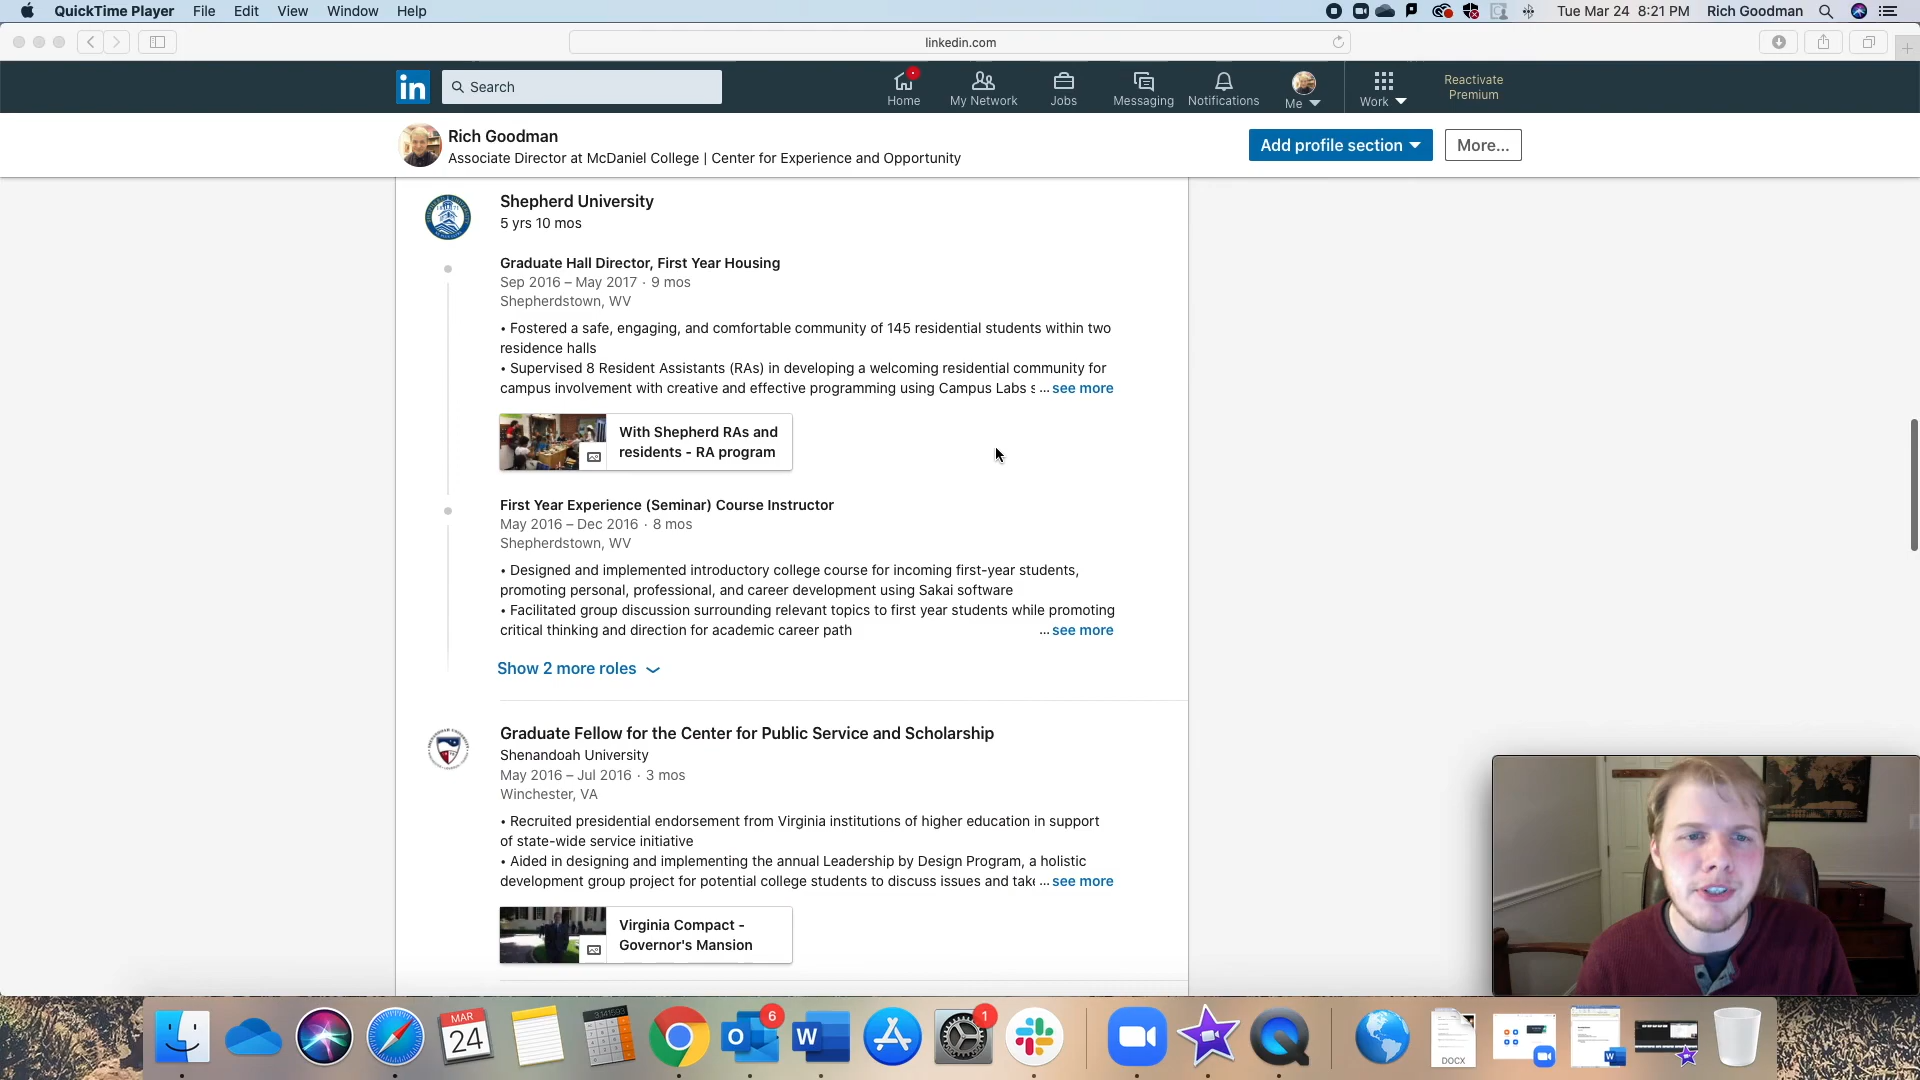 QuickTime Player File Edit View Window Help Tue Mar 24 8:21 PM Rich Goodman
linkedin.com
in Search Home My Network Jobs Messaging Notifications Me Work Reactivate Premium
Rich Goodman
Associate Director at McDaniel College | Center for Experience and Opportunity
Add profile section More...
Shepherd University
5 yrs 10 mos
Graduate Hall Director, First Year Housing
Sep 2016 – May 2017 · 9 mos
Shepherdstown, WV
• Fostered a safe, engaging, and comfortable community of 145 residential students within two
residence halls
• Supervised 8 Resident Assistants (RAs) in developing a welcoming residential community for
campus involvement with creative and effective programming using Campus Labs s ... see more
With Shepherd RAs and
residents - RA program
First Year Experience (Seminar) Course Instructor
May 2016 – Dec 2016 · 8 mos
Shepherdstown, WV
• Designed and implemented introductory college course for incoming first-year students,
promoting personal, professional, and career development using Sakai software
• Facilitated group discussion surrounding relevant topics to first year students while promoting
critical thinking and direction for academic career path ... see more
Show 2 more roles
Graduate Fellow for the Center for Public Service and Scholarship
Shenandoah University
May 2016 – Jul 2016 · 3 mos
Winchester, VA
• Recruited presidential endorsement from Virginia institutions of higher education in support
of state-wide service initiative
• Aided in designing and implementing the annual Leadership by Design Program, a holistic
development group project for potential college students to discuss issues and take ... see more
Virginia Compact -
Governor's Mansion
MAR
24
6
W
1
DOCX